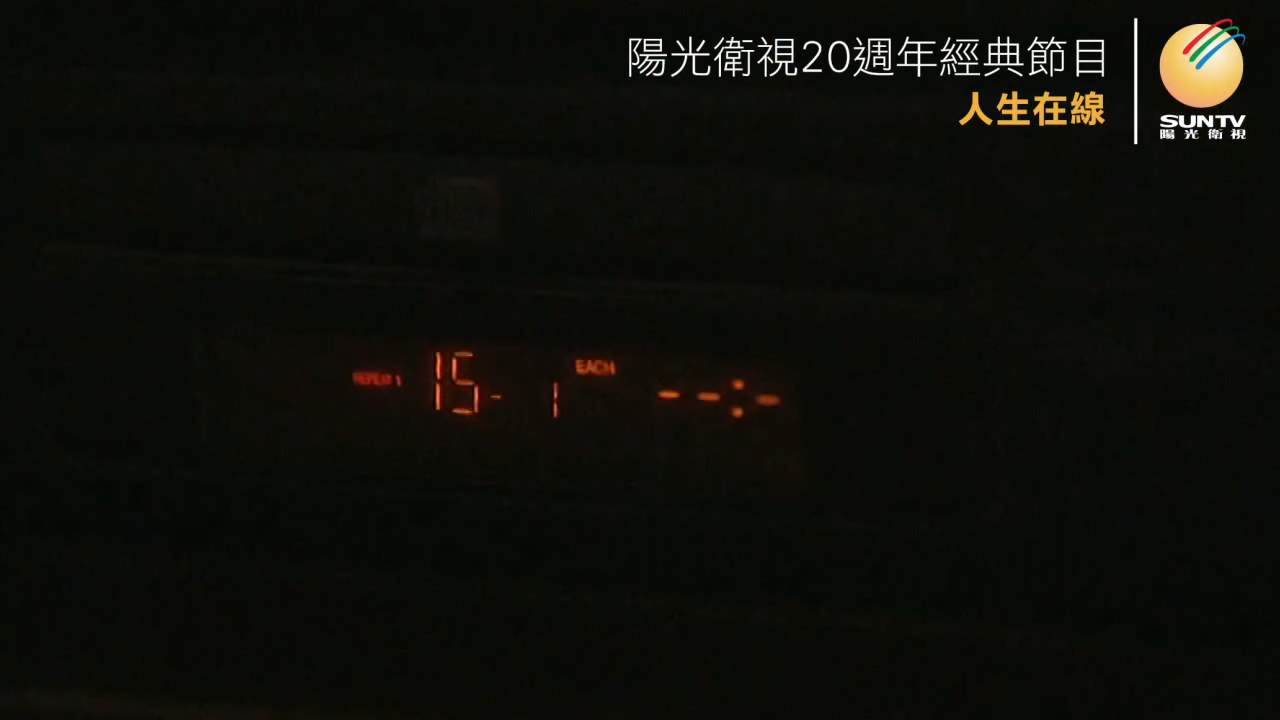 陽光衛視20週年經典節目
人生在線
SUNTV
陽光衛視
REPEAT 1
15- 1
EACH
--:-